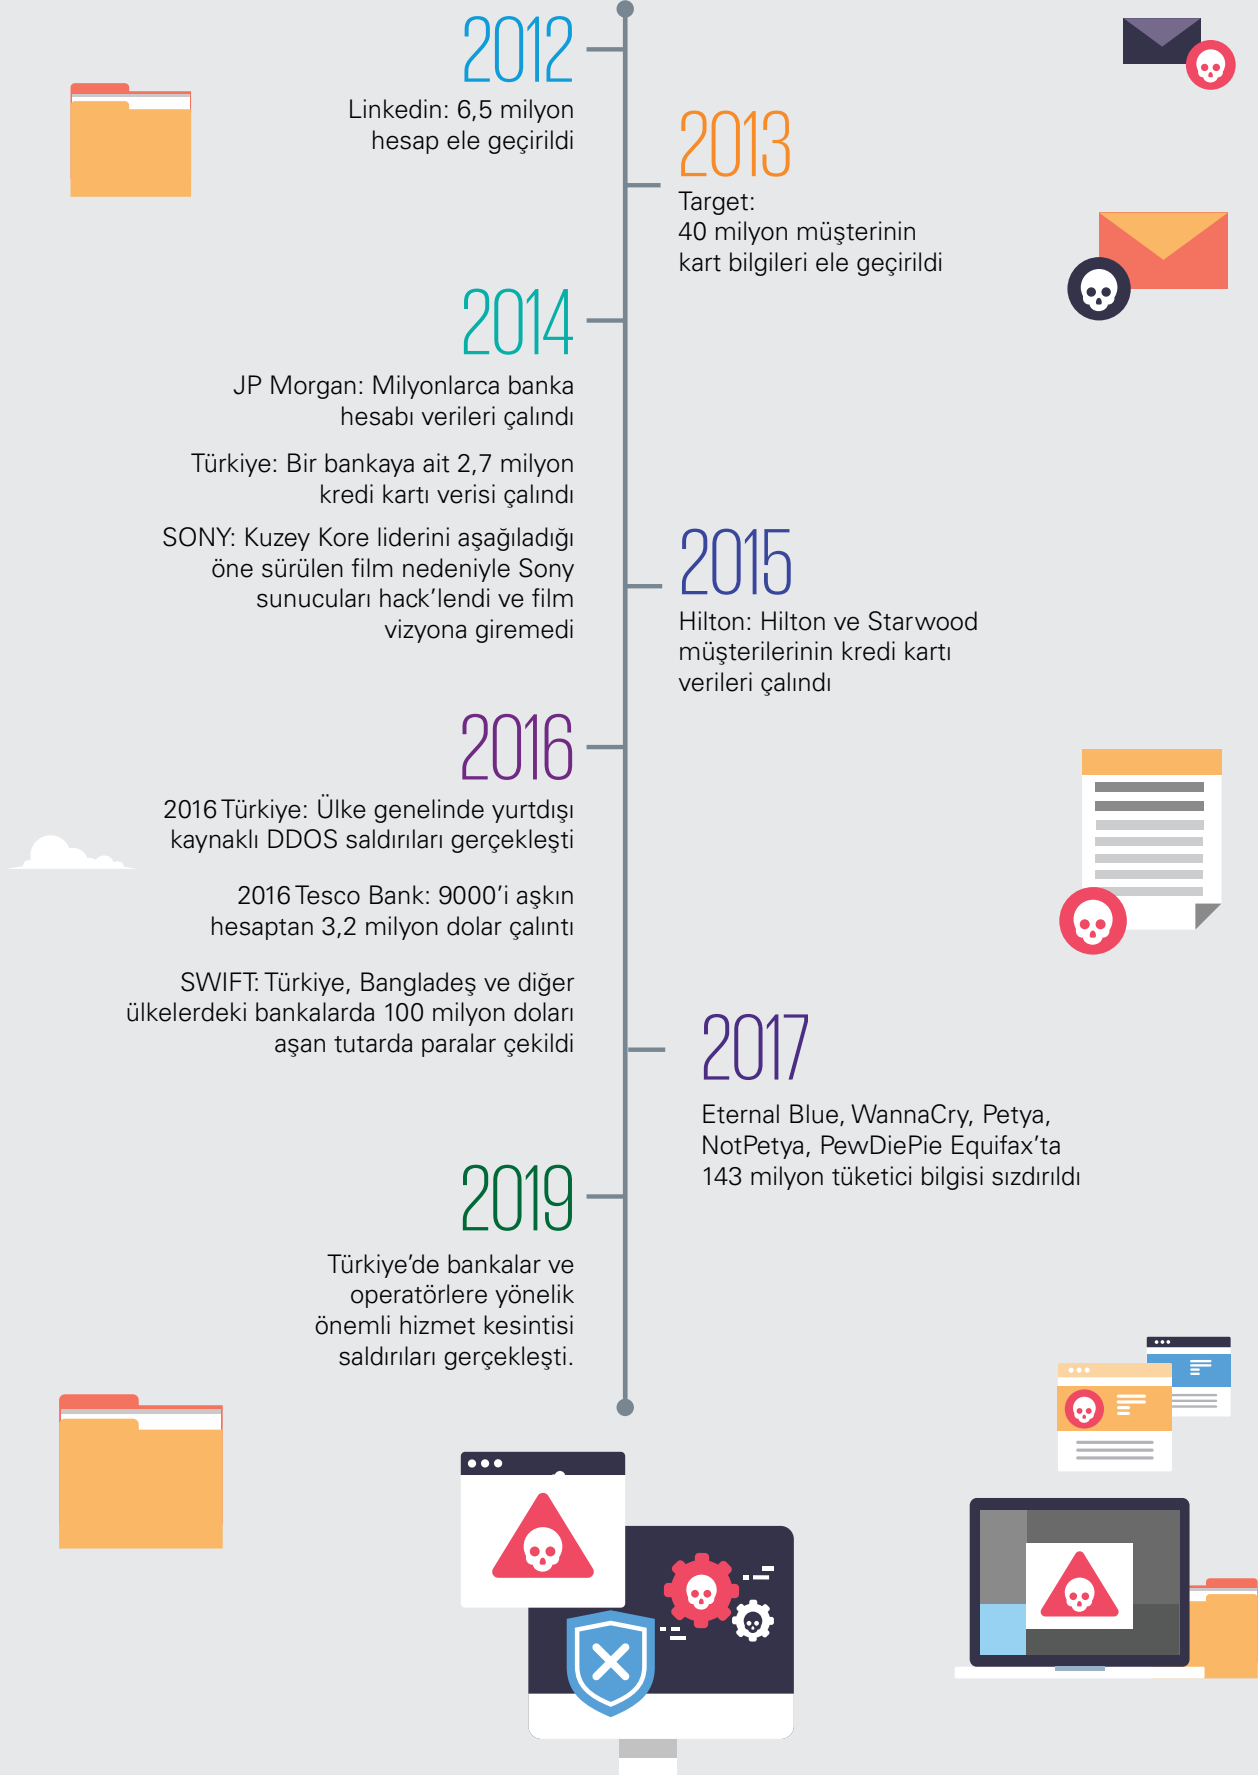 2012
Linkedin: 6,5 milyon
hesap ele geçirildi
2013
Target:
40 milyon müşterinin
kart bilgileri ele geçirildi
2014
JP Morgan: Milyonlarca banka
hesabı verileri çalındı
Türkiye: Bir bankaya ait 2,7 milyon
kredi kartı verisi çalındı
SONY: Kuzey Kore liderini aşağıladığı
öne sürülen film nedeniyle Sony
sunucuları hack’lendi ve film
vizyona giremedi
2015
Hilton: Hilton ve Starwood
müşterilerinin kredi kartı
verileri çalındı
2016
2016 Türkiye: Ülke genelinde yurtdışı
kaynaklı DDOS saldırıları gerçekleşti
2016 Tesco Bank: 9000’i aşkın
hesaptan 3,2 milyon dolar çalıntı
SWIFT: Türkiye, Bangladeş ve diğer
ülkelerdeki bankalarda 100 milyon doları
aşan tutarda paralar çekildi
2017
Eternal Blue, WannaCry, Petya,
NotPetya, PewDiePie Equifax’ta
143 milyon tüketici bilgisi sızdırıldı
2019
Türkiye’de bankalar ve
operatörlere yönelik
önemli hizmet kesintisi
saldırıları gerçekleşti.